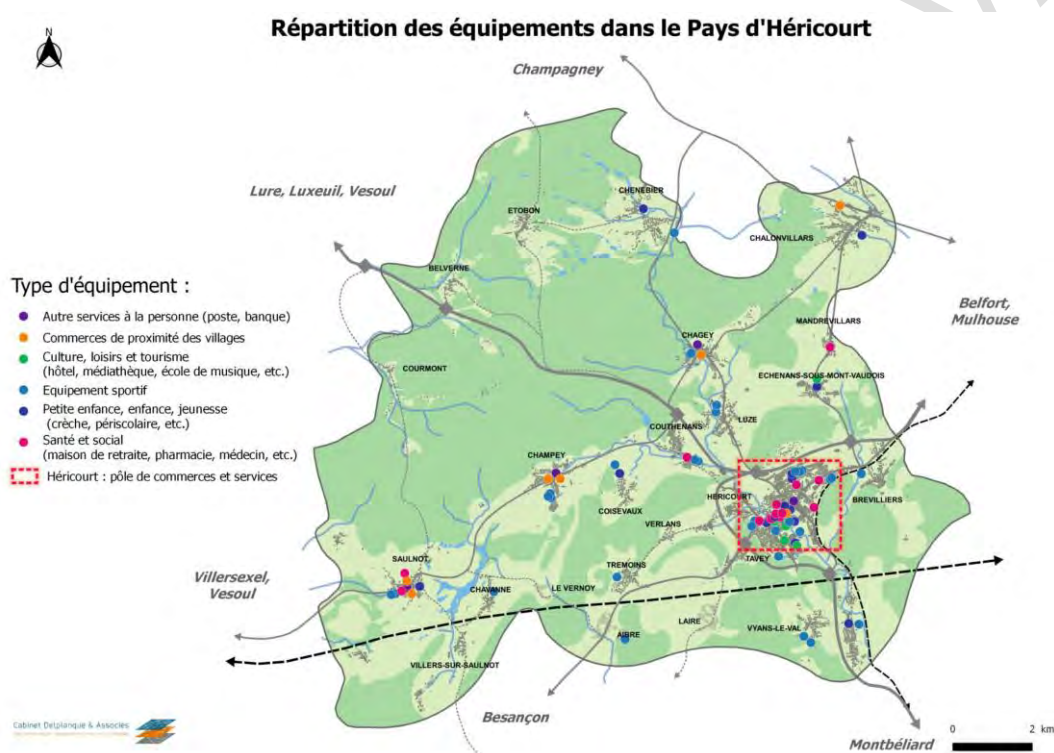 Répartition des équipements dans le Pays d'Héricourt
N
Champagney
Lure, Luxeuil, Vesoul
CHENEBIER
ETOBON
CHALONVILLARS
BELVERNE
Belfort,
Mulhouse
Type d'équipement :
Autre services à la personne (poste, banque)
Commerces de proximité des villages
Culture, loisirs et tourisme
(hôtel, médiathèque, école de musique, etc.)
Equipement sportif
Petite enfance, enfance, jeunesse
(crèche, périscolaire, etc.)
Santé et social
(maison de retraite, pharmacie, médecin, etc.)
Héricourt : pôle de commerces et services
MANDREVILLARS
CHAGEY
COURMONT
ECHENANS-SOUS-MONT-VAUDOIS
LUZE
COUTHENANS
CHAMPEY
HERICOURT
BREVILLIERS
COISEVAUX
VERLANS
TAVEY
SAULNOT
TREMOINS
Villersexel,
Vesoul
CHAVANNE
LE VERNOY
LAIRE
VYANS-LE-VAL
AIBRE
VILLERS-SUR-SAULNOT
Besançon
Montbéliard
0 2 km
Cabinet Delplanque & Associés